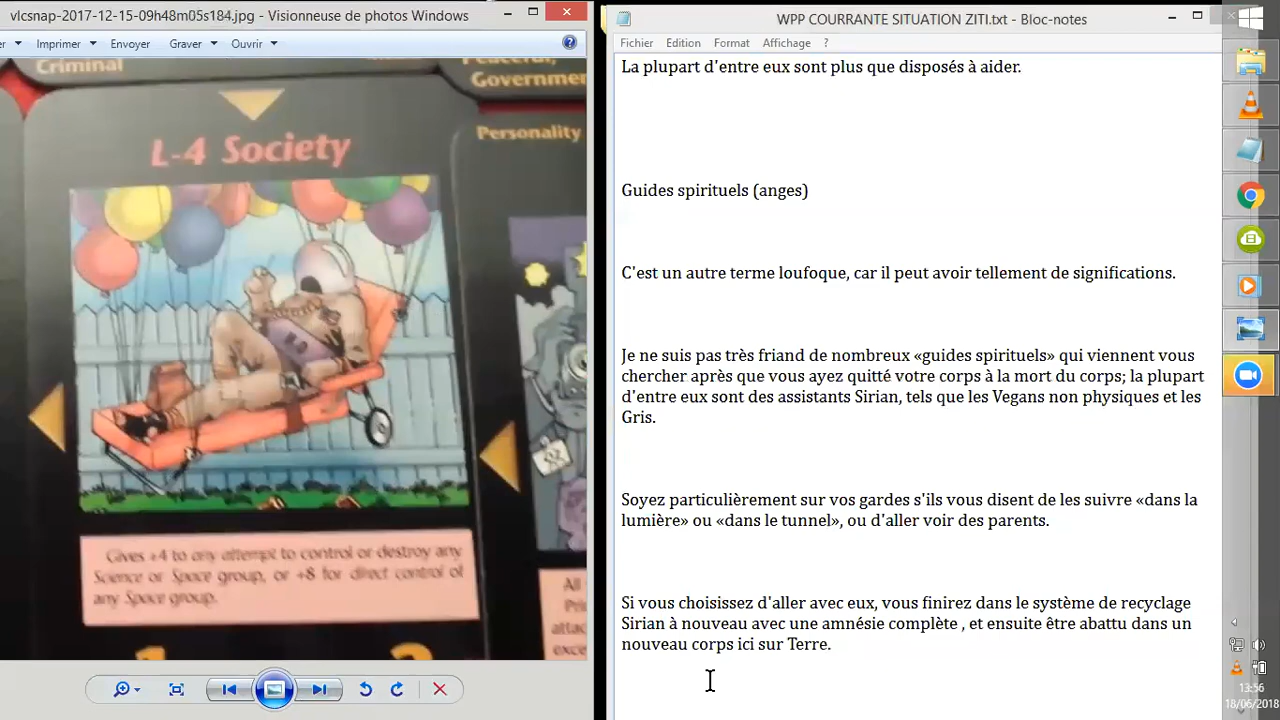 vlcsnap-2017-12-15-09h48m05s184.jpg - Visionneuse de photos Windows
Imprimer
Envoyer
Graver
Ouvrir
Criminal
Peaceful,
Government
Personality
L-4 Society
Gives +4 to any attempt to control or destroy any
Science or Space group, or +8 for direct control of
any Space group.
All
WPP COURRANTE SITUATION ZITI.txt - Bloc-notes
Fichier Edition Format Affichage ?
La plupart d'entre eux sont plus que disposés à aider.
Guides spirituels (anges)
C'est un autre terme loufoque, car il peut avoir tellement de significations.
Je ne suis pas très friand de nombreux «guides spirituels» qui viennent vous
chercher après que vous ayez quitté votre corps à la mort du corps; la plupart
d'entre eux sont des assistants Sirian, tels que les Vegans non physiques et les
Gris.
Soyez particulièrement sur vos gardes s'ils vous disent de les suivre «dans la
lumière» ou «dans le tunnel», ou d'aller voir des parents.
Si vous choisissez d'aller avec eux, vous finirez dans le système de recyclage
Sirian à nouveau avec une amnésie complète , et ensuite être abattu dans un
nouveau corps ici sur Terre.
13:56
18/06/2018